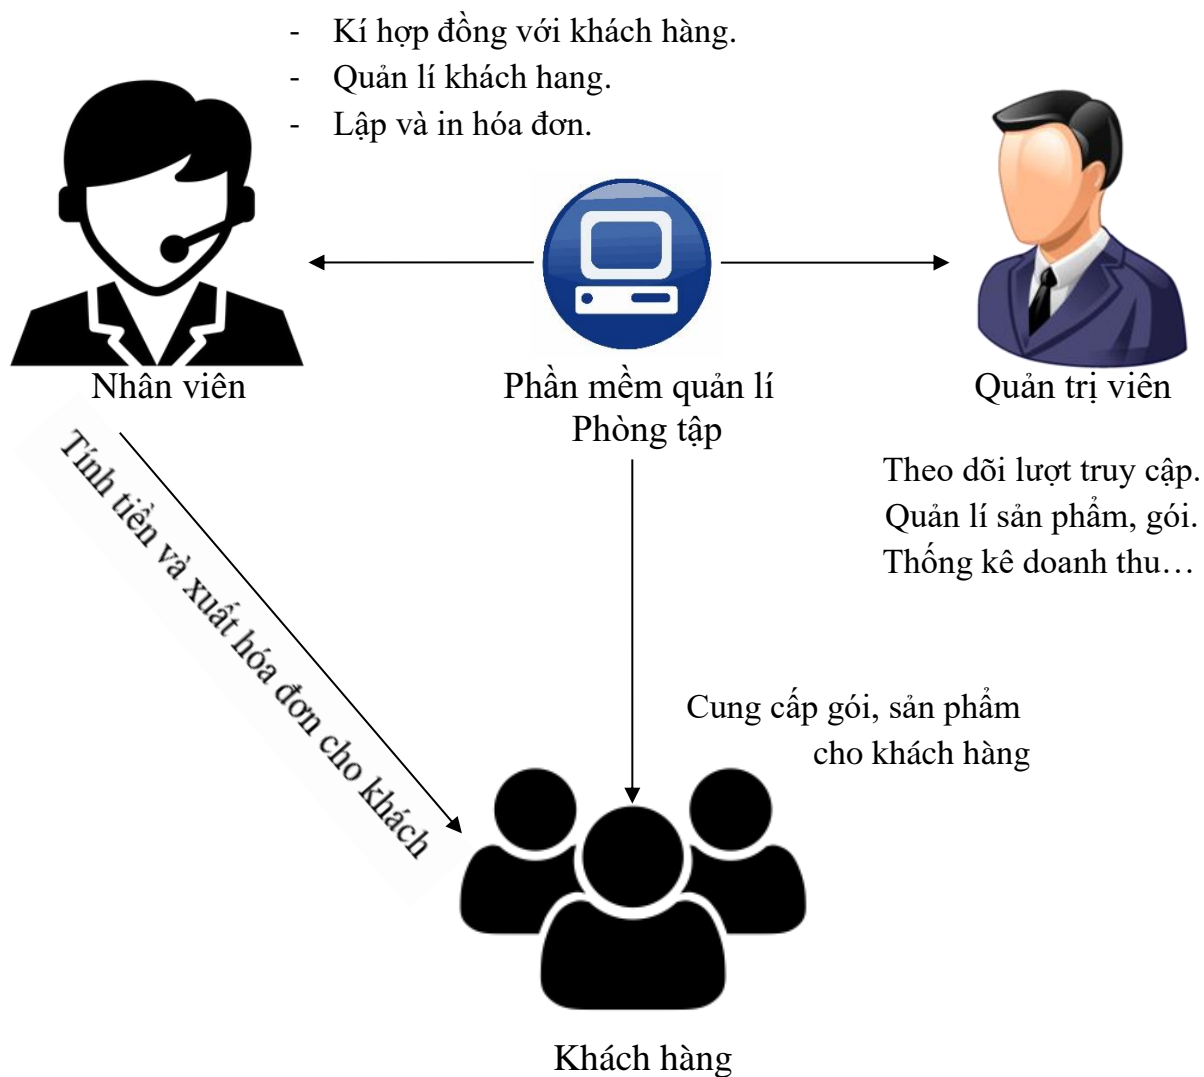 - Kí hợp đồng với khách hàng.
- Quản lí khách hang.
- Lập và in hóa đơn.
Nhân viên
Phần mềm quản lí
Phòng tập
Quản trị viên
Theo dõi lượt truy cập.
Quản lí sản phẩm, gói.
Thống kê doanh thu…
Tính tiền và xuất hóa đơn cho khách
Cung cấp gói, sản phẩm
cho khách hàng
Khách hàng